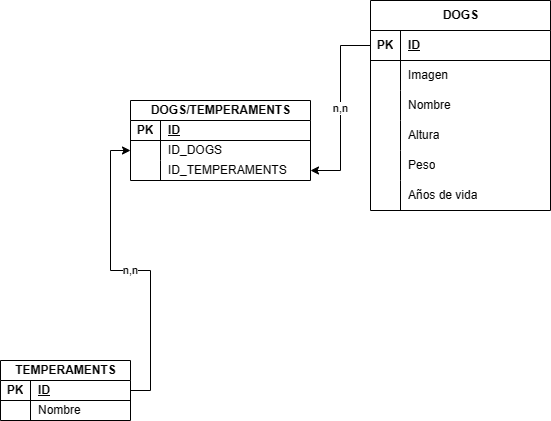 DOGS
PK ID
Imagen
Nombre
Altura
Peso
Años de vida
n,n
DOGS/TEMPERAMENTS
PK ID
ID_DOGS
ID_TEMPERAMENTS
n,n
TEMPERAMENTS
PK ID
Nombre